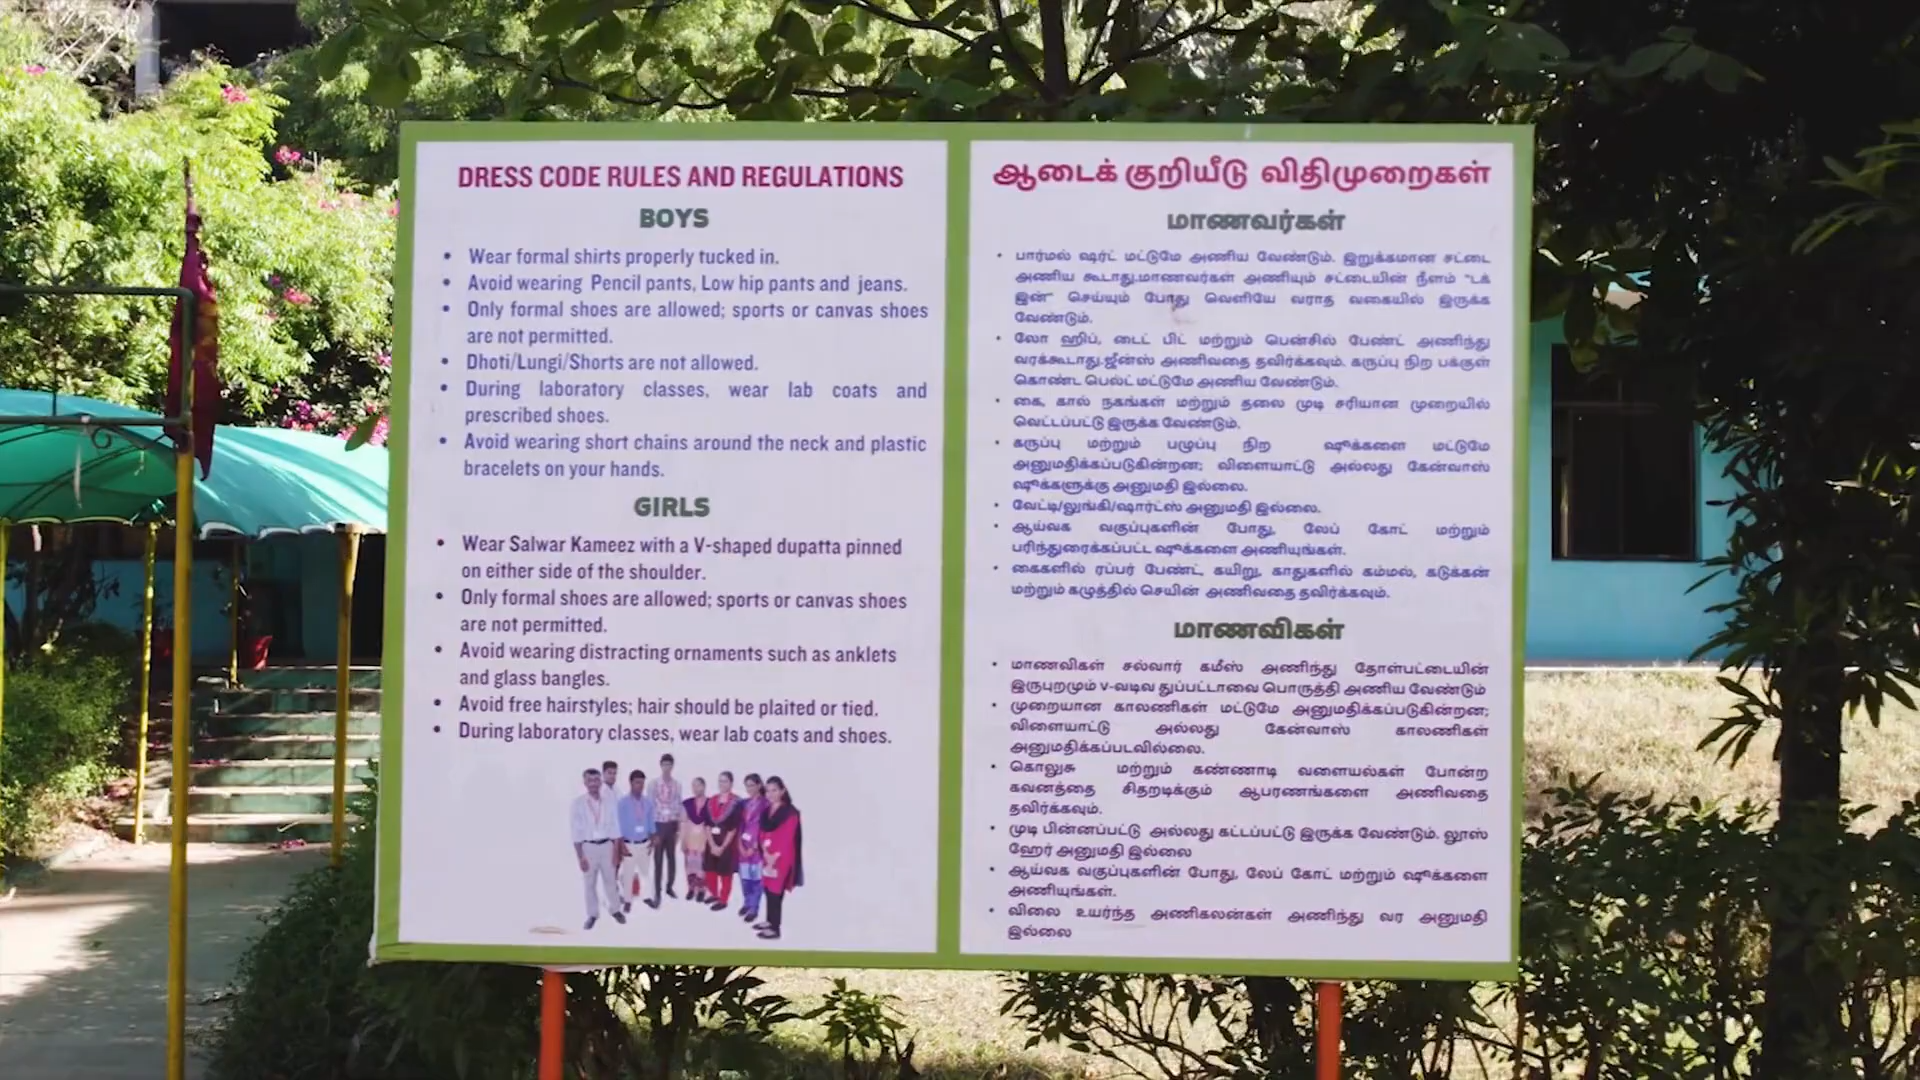 DRESS CODE RULES AND REGULATIONS
BOYS
• Wear formal shirts properly tucked in.
• Avoid wearing Pencil pants, Low hip pants and jeans.
• Only formal shoes are allowed; sports or canvas shoes
are not permitted.
• Dhoti/Lungi/Shorts are not allowed.
• During laboratory classes, wear lab coats and
prescribed shoes.
• Avoid wearing short chains around the neck and plastic
bracelets on your hands.
GIRLS
• Wear Salwar Kameez with a V-shaped dupatta pinned
on either side of the shoulder.
• Only formal shoes are allowed; sports or canvas shoes
are not permitted.
• Avoid wearing distracting ornaments such as anklets
and glass bangles.
• Avoid free hairstyles; hair should be plaited or tied.
• During laboratory classes, wear lab coats and shoes.
ஆடைக் குறியீடு விதிமுறைகள்
மாணவர்கள்
• பார்மல் ஷர்ட் மட்டுமே அணிய வேண்டும். இறுக்கமான சட்டை
அணிய கூடாது.மாணவர்கள் அணியும் சட்டையின் நீளம் "டக்
இன்" செய்யும் போது வெளியே வராத வகையில் இருக்க
வேண்டும்.
• லோ ஹிப், டைட் பிட் மற்றும் பென்சில் பேண்ட் அணிந்து
வரக்கூடாது.ஜீன்ஸ் அணிவதை தவிர்க்கவும். கருப்பு நிற பக்குள்
கொண்ட பெல்ட் மட்டுமே அணிய வேண்டும்.
• கை, கால் நகங்கள் மற்றும் தலை முடி சரியான முறையில்
வெட்டப்பட்டு இருக்க வேண்டும்.
• கருப்பு மற்றும் பழுப்பு நிற ஷூக்களை மட்டுமே
அனுமதிக்கப்படுகின்றன; விளையாட்டு அல்லது கேன்வாஸ்
ஷூக்களுக்கு அனுமதி இல்லை.
• வேட்டி/லுங்கி/ஷார்ட்ஸ் அனுமதி இல்லை.
• ஆய்வக வகுப்புகளின் போது, லேப் கோட் மற்றும்
பரிந்துரைக்கப்பட்ட ஷூக்களை அணியுங்கள்.
• கைகளில் ரப்பர் பேண்ட், கயிறு, காதுகளில் கம்மல், கடுக்கன்
மற்றும் கழுத்தில் செயின் அணிவதை தவிர்க்கவும்.
மாணவிகள்
• மாணவிகள் சல்வார் கமீஸ் அணிந்து தோள்பட்டையின்
இருபுறமும் V-வடிவ துப்பட்டாவை பொருத்தி அணிய வேண்டும்
• முறையான காலணிகள் மட்டுமே அனுமதிக்கப்படுகின்றன;
விளையாட்டு அல்லது கேன்வாஸ் காலணிகள்
அனுமதிக்கப்படவில்லை.
• கொலுசு மற்றும் கண்ணாடி வளையல்கள் போன்ற
கவனத்தை சிதறடிக்கும் ஆபரணங்களை அணிவதை
தவிர்க்கவும்.
• முடி பின்னப்பட்டு அல்லது கட்டப்பட்டு இருக்க வேண்டும். லூஸ்
ஹேர் அனுமதி இல்லை
• ஆய்வக வகுப்புகளின் போது, லேப் கோட் மற்றும் ஷூக்களை
அணியுங்கள்.
• விலை உயர்ந்த அணிகலன்கள் அணிந்து வர அனுமதி
இல்லை